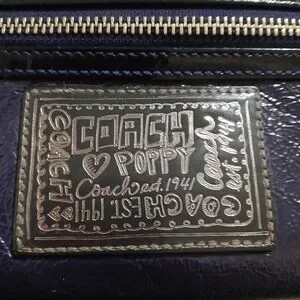 COACH
COACH
POPPY
Coach est. 1941
COACH EST. 1941
Coach
est. 1941